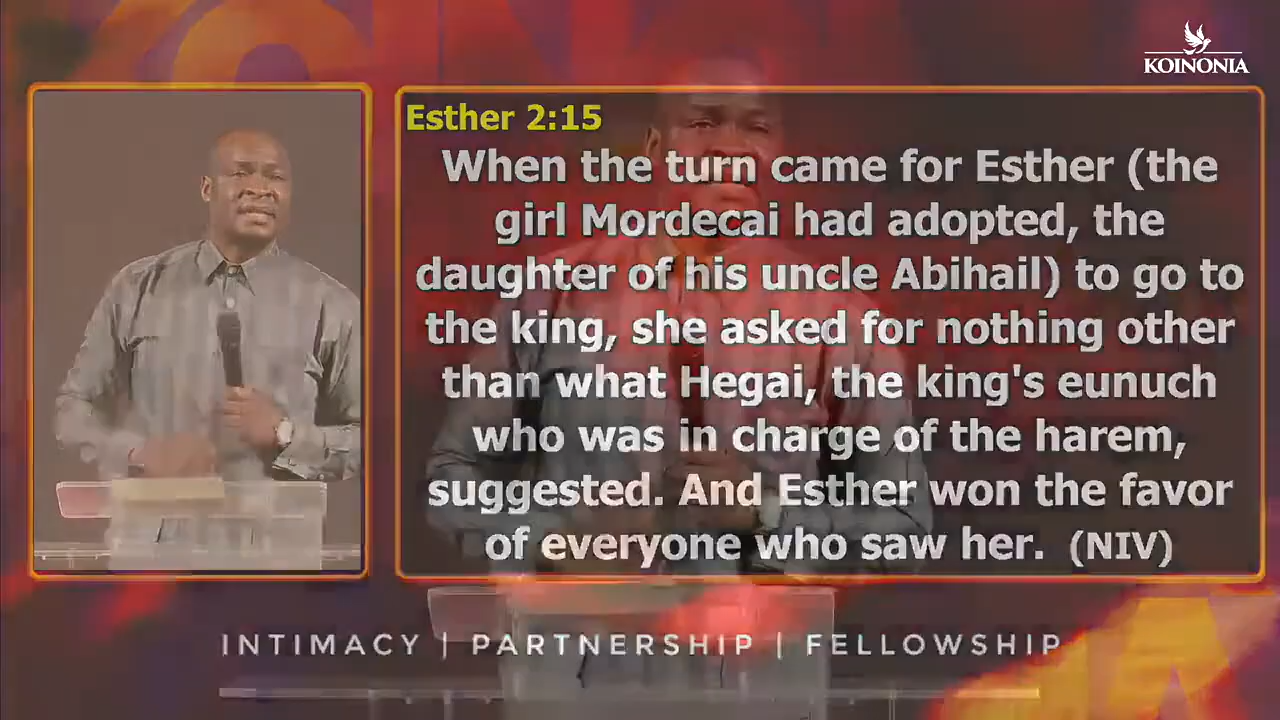 KOINONIA
Esther 2:15
When the turn came for Esther (the
girl Mordecai had adopted, the
daughter of his uncle Abihail) to go to
the king, she asked for nothing other
than what Hegai, the king's eunuch
who was in charge of the harem,
suggested. And Esther won the favor
of everyone who saw her. (NIV)
INTIMACY | PARTNERSHIP | FELLOWSHIP